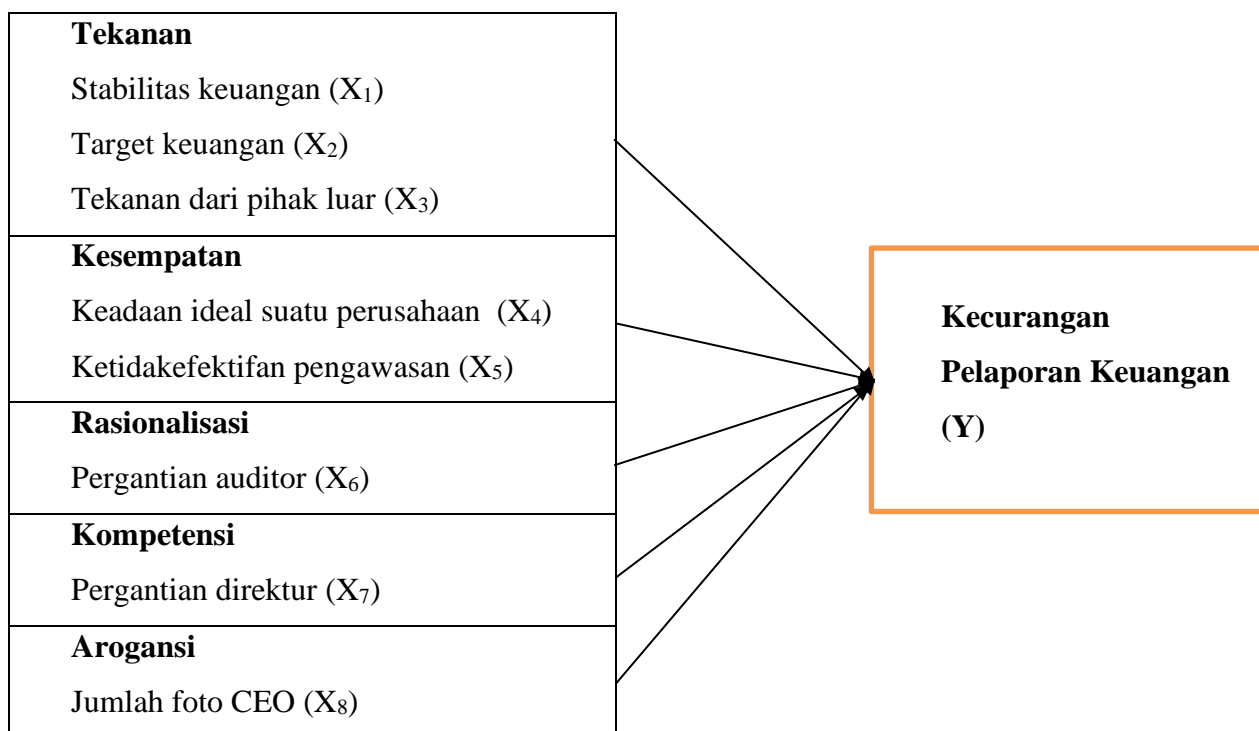 Tekanan
Stabilitas keuangan (X₁)
Target keuangan (X₂)
Tekanan dari pihak luar (X₃)
Kesempatan
Keadaan ideal suatu perusahaan (X₄)
Ketidakefektifan pengawasan (X₅)
Rasionalisasi
Pergantian auditor (X₆)
Kompetensi
Pergantian direktur (X₇)
Arogansi
Jumlah foto CEO (X₈)
Kecurangan
Pelaporan Keuangan
(Y)